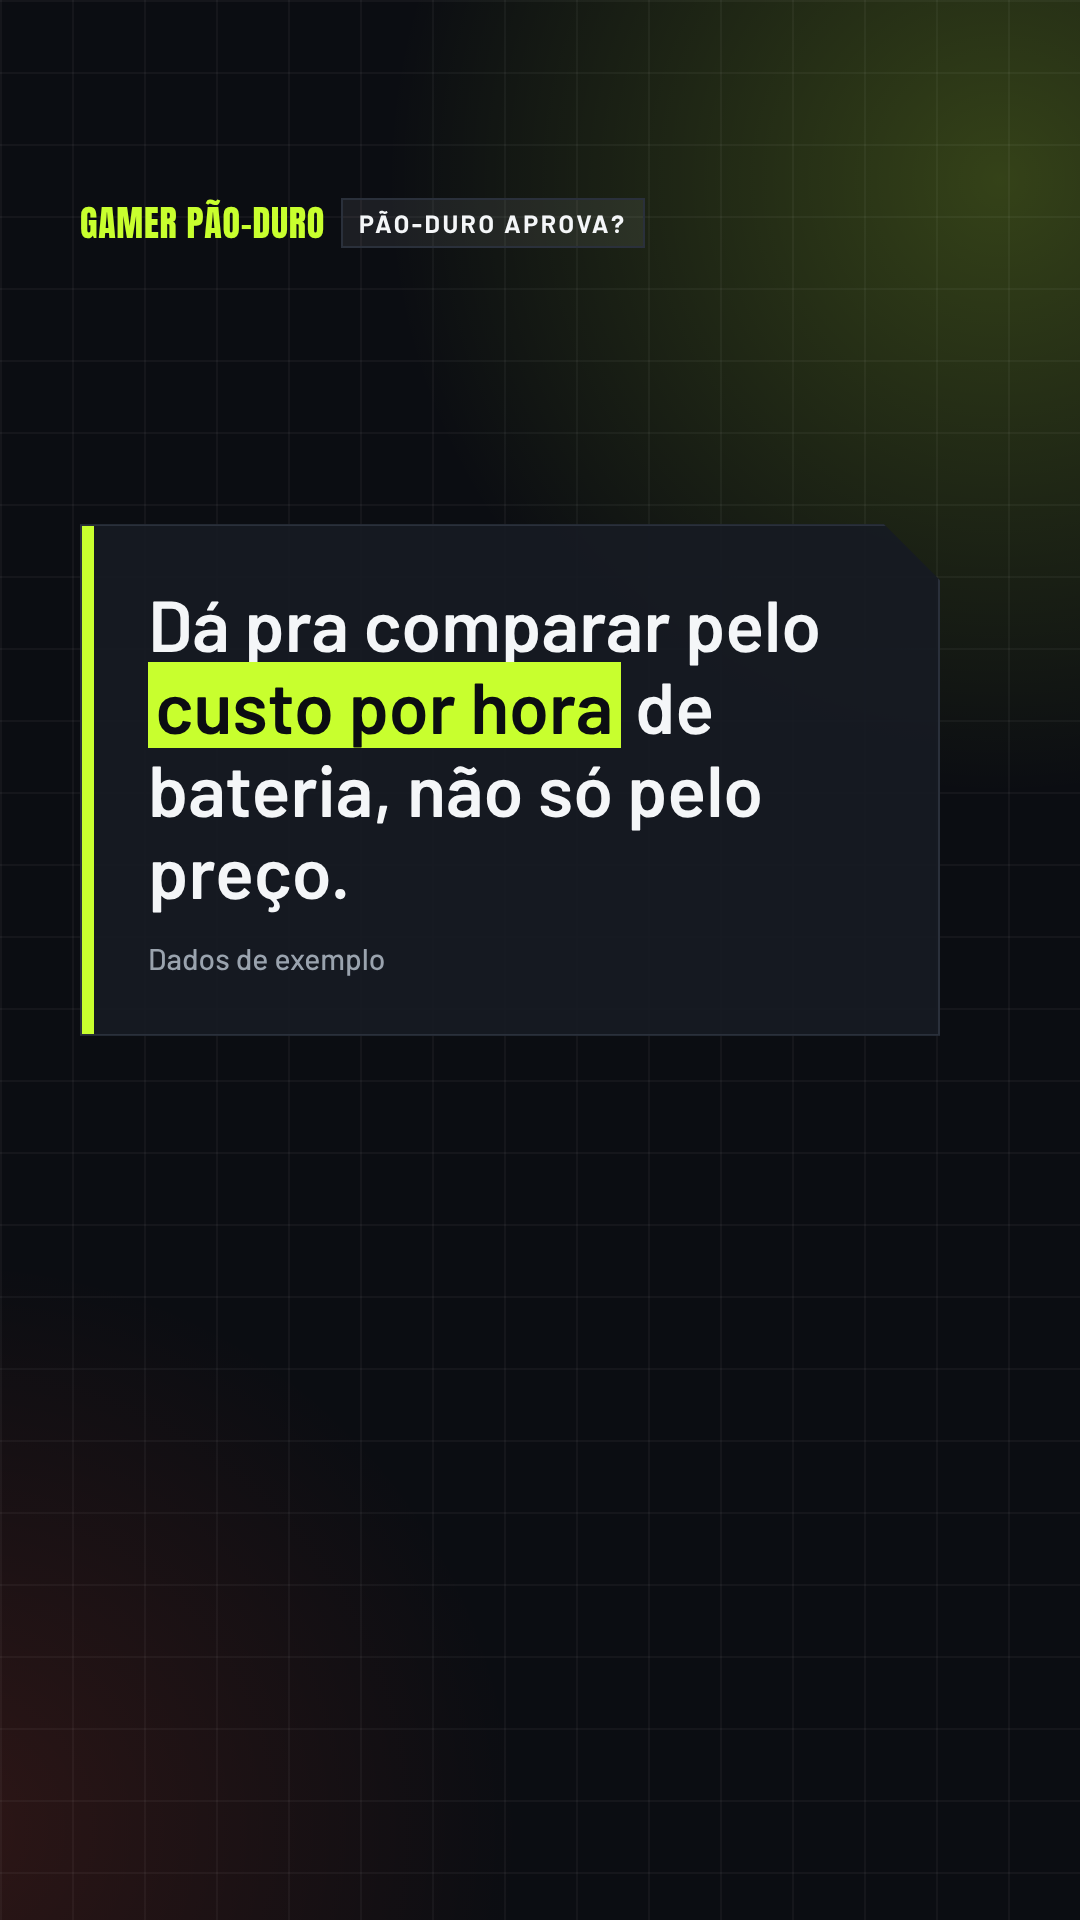 GAMER PÃO-DURO
PÃO-DURO APROVA?
Dá pra comparar pelo
custo por hora de
bateria, não só pelo
preço.
Dados de exemplo